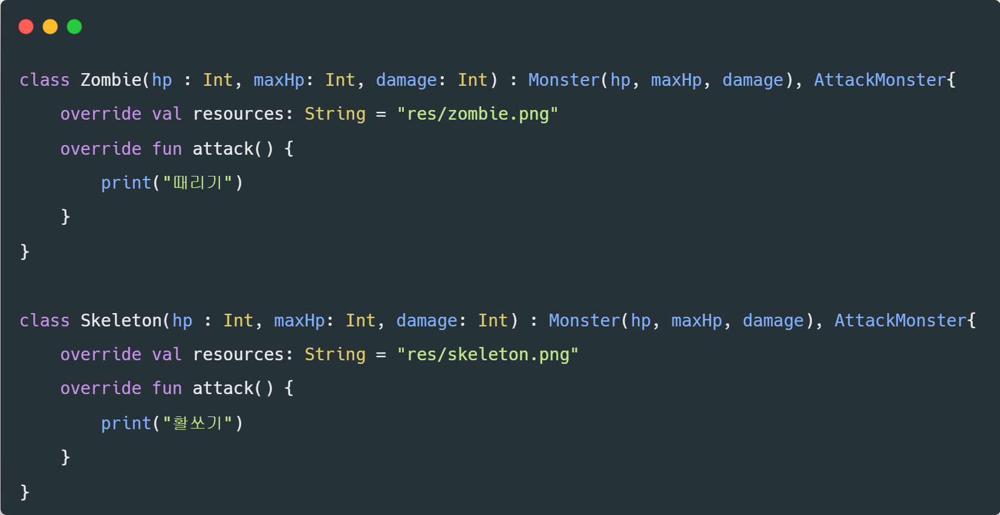 class Zombie(hp : Int, maxHp: Int, damage: Int) : Monster(hp, maxHp, damage), AttackMonster{
    override val resources: String = "res/zombie.png"
    override fun attack() {
        print("때리기")
    }
}
class Skeleton(hp : Int, maxHp: Int, damage: Int) : Monster(hp, maxHp, damage), AttackMonster{
    override val resources: String = "res/skeleton.png"
    override fun attack() {
        print("활쏘기")
    }
}